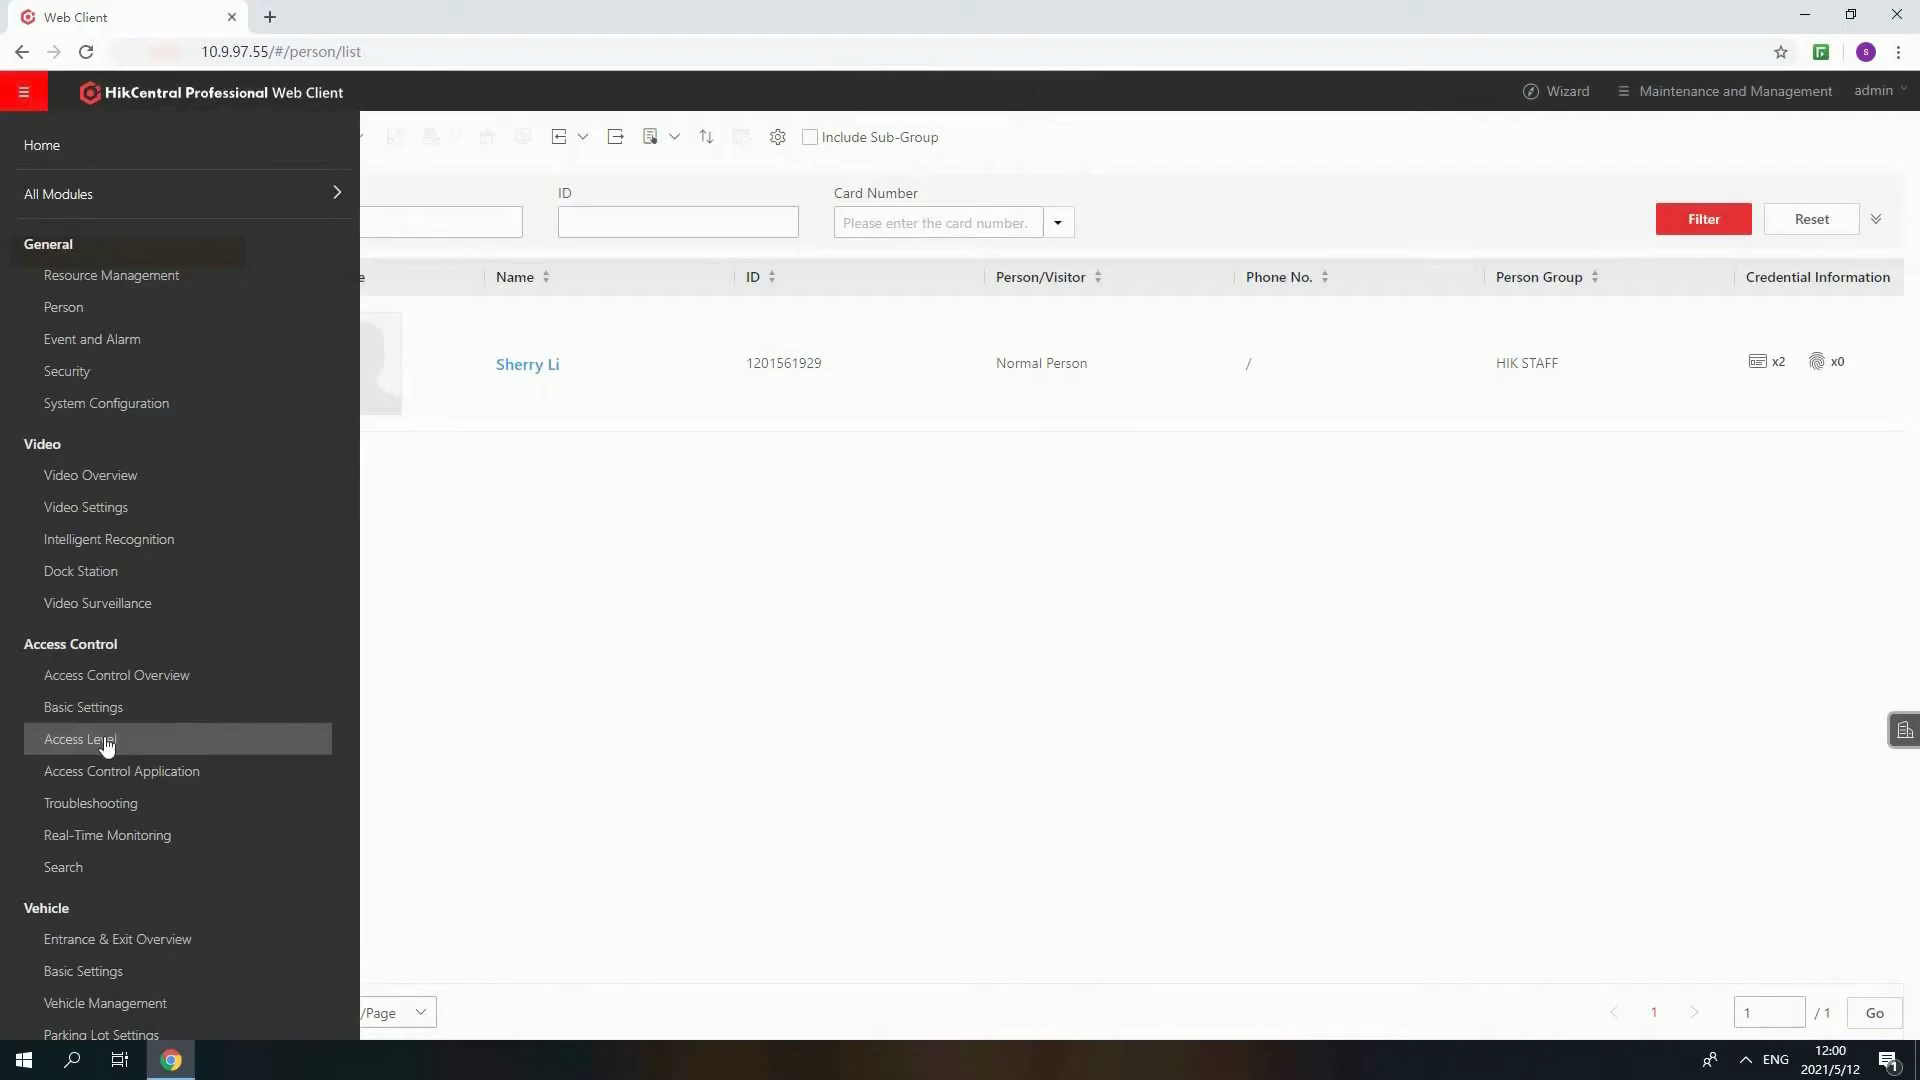 Web Client
10.9.97.55/#/person/list
HikCentral Professional Web Client
Wizard
Maintenance and Management
admin
Home
All Modules
General
Resource Management
Person
Event and Alarm
Security
System Configuration
Video
Video Overview
Video Settings
Intelligent Recognition
Dock Station
Video Surveillance
Access Control
Access Control Overview
Basic Settings
Access Level
Access Control Application
Troubleshooting
Real-Time Monitoring
Search
Vehicle
Entrance & Exit Overview
Basic Settings
Vehicle Management
Parking Lot Settings
Include Sub-Group
ID
Card Number
Please enter the card number.
Filter
Reset
e
Name
ID
Person/Visitor
Phone No.
Person Group
Credential Information
Sherry Li
1201561929
Normal Person
/
HIK STAFF
x2
x0
/Page
1
1
/ 1
Go
S
ENG
12:00
2021/5/12
1